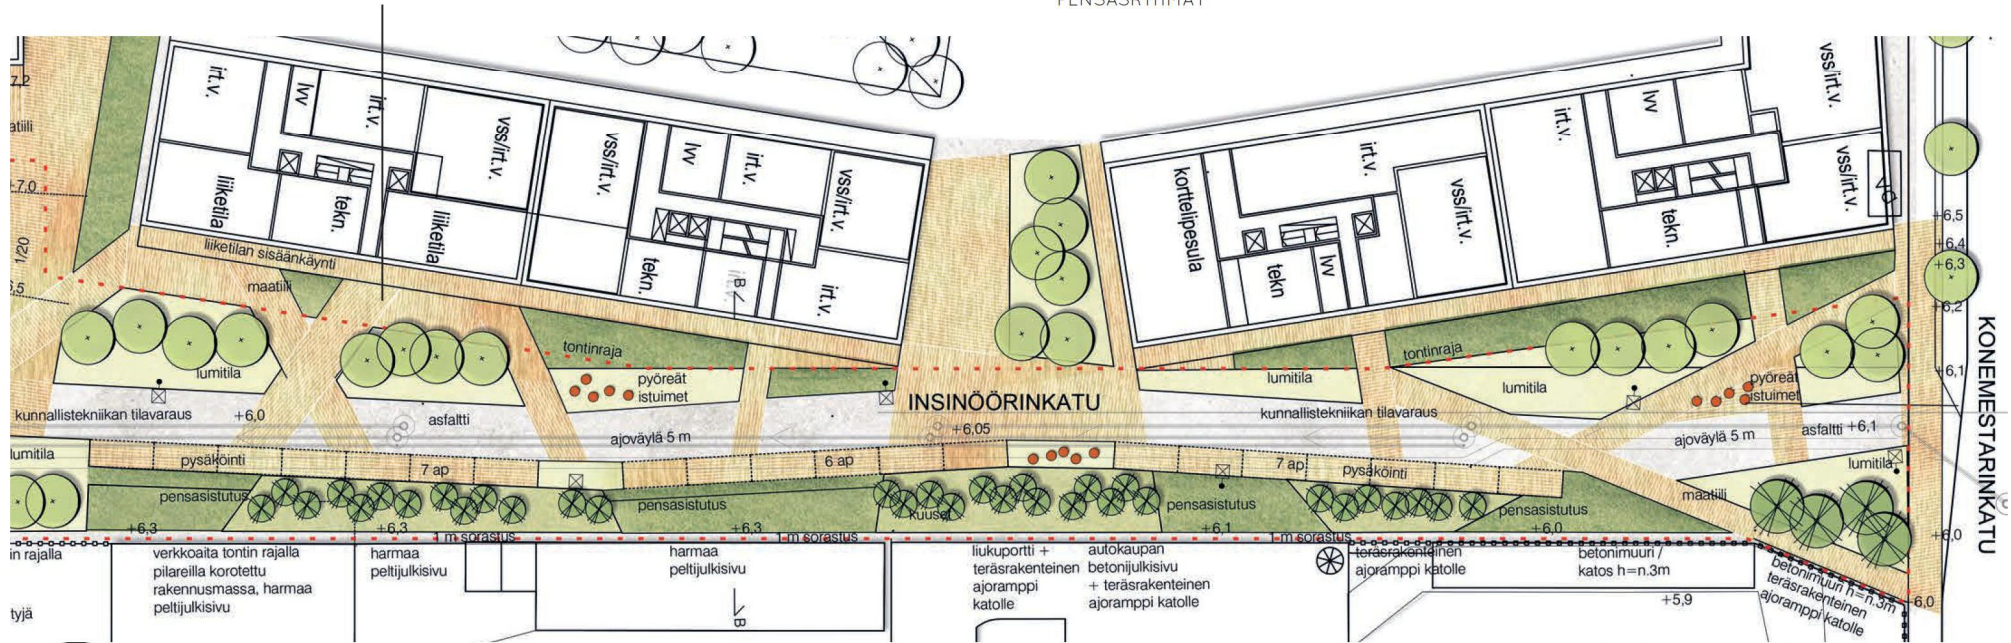 PENSASRYHMÄT
7,2
irt.v.
lvv
irt.v.
vss/irt.v.
vss/irt.v.
lvv
irt.v.
vss/irt.v.
irt.v.
vss/irt.v.
irt.v.
lvv
vss/irt.v.
vss/irt.v.
atiili
+7.0
liiketila
tekn.
liiketila
tekn.
irt.v.
korttelipesula
tekn
lvv
tekn.
1/20
liiketilan sisäänkäynti
maatiili
B
+6,5
+6,4
+6,3
+6,2
+6,1
tontinraja
tontinraja
lumitila
pyöreät
istuimet
lumitila
lumitila
pyöreät
istuimet
kunnallistekniikan tilavaraus
+6,0
asfaltti
INSINÖÖRINKATU
kunnallistekniikan tilavaraus
ajoväylä 5 m
+6,05
ajoväylä 5 m
asfaltti +6,1
KONEMESTARINKATU
lumitila
pysäköinti
7 ap
6 ap
7 ap
pysäköinti
lumitila
maatiili
pensasistutus
pensasistutus
kuuset
pensasistutus
pensasistutus
+6,3
+6,3
+6,3
+6,1
+6,0
+6,0
1 m sorastus
1 m sorastus
1 m sorastus
in rajalla
verkkoaita tontin rajalla
pilareilla korotettu
rakennusmassa, harmaa
peltijulkisivu
harmaa
peltijulkisivu
harmaa
peltijulkisivu
liukuportti +
teräsrakenteinen
ajoramppi
katolle
autokaupan
betonijulkisivu
+ teräsrakenteinen
ajoramppi katolle
teräsrakenteinen
ajoramppi katolle
betonimuuri /
katos h=n.3m
betonimuuri h=n.3m
teräsrakenteinen
ajoramppi katolle
tyjä
B
+5,9
+6,0